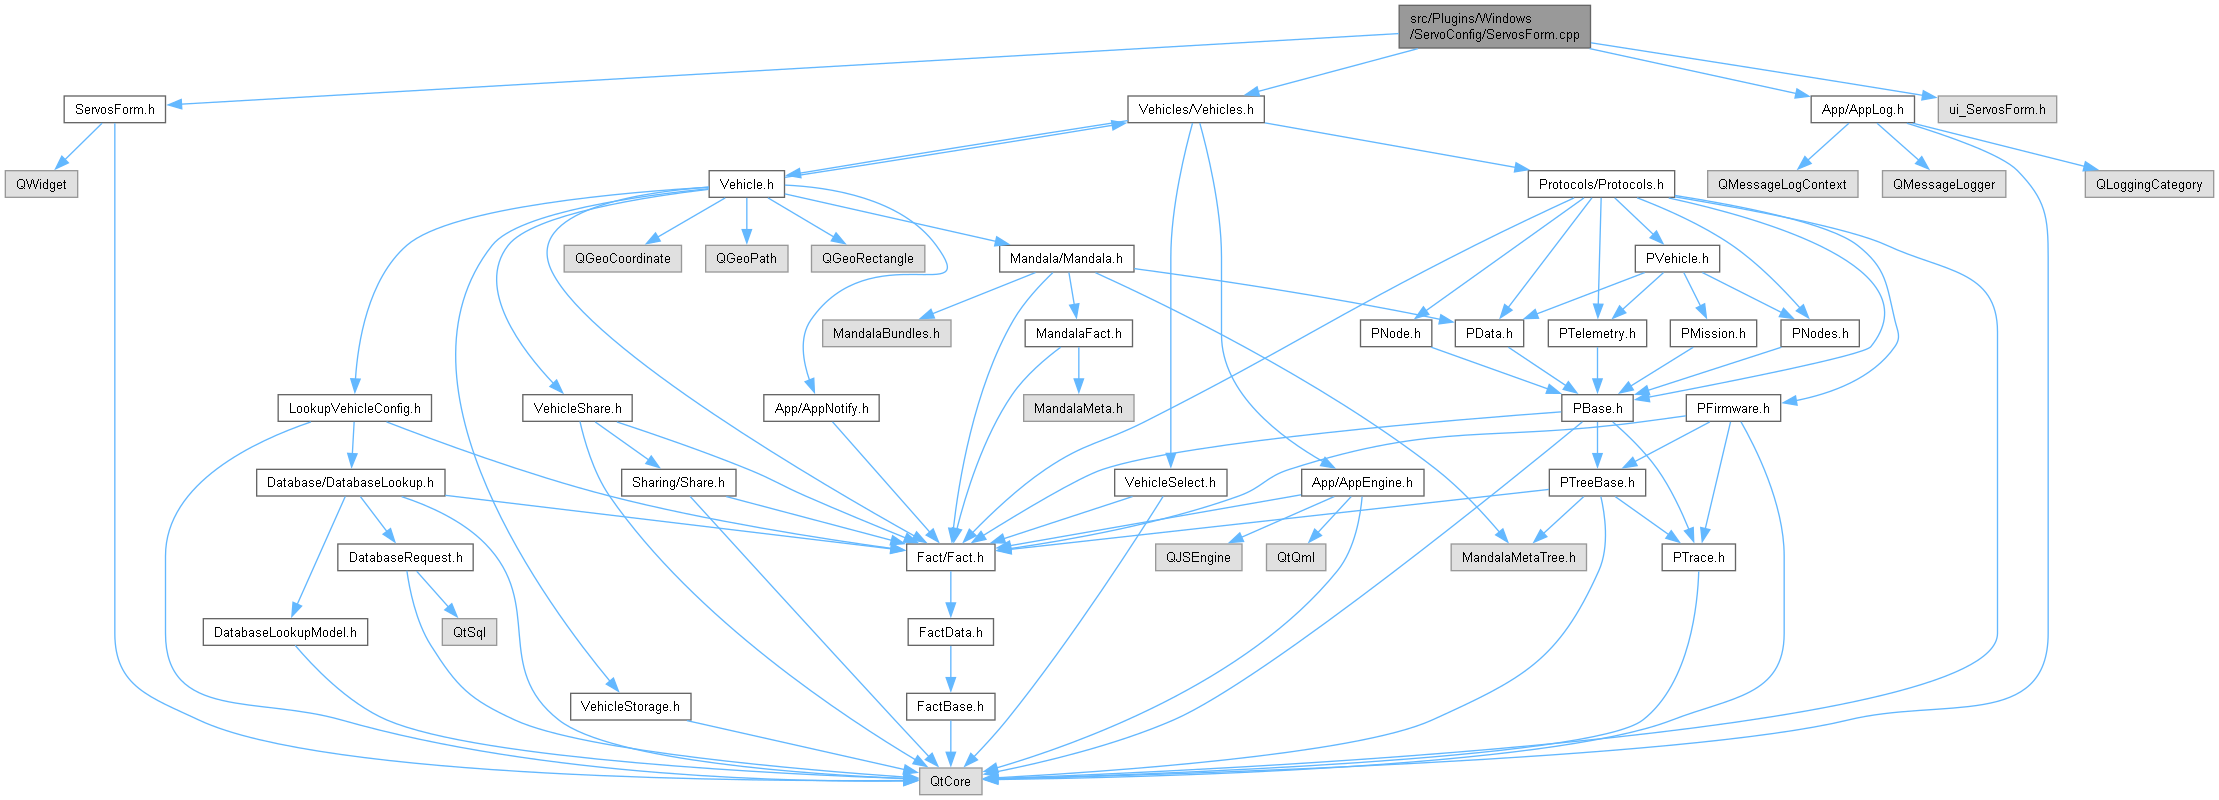 src/Plugins/Windows
/ServoConfig/ServosForm.cpp
ServosForm.h
Vehicles/Vehicles.h
App/AppLog.h
ui_ServosForm.h
QWidget
Vehicle.h
Protocols/Protocols.h
QMessageLogContext
QMessageLogger
QLoggingCategory
QGeoCoordinate
QGeoPath
QGeoRectangle
Mandala/Mandala.h
PVehicle.h
MandalaBundles.h
MandalaFact.h
PNode.h
PData.h
PTelemetry.h
PMission.h
PNodes.h
LookupVehicleConfig.h
VehicleShare.h
App/AppNotify.h
MandalaMeta.h
PBase.h
PFirmware.h
Database/DatabaseLookup.h
Sharing/Share.h
VehicleSelect.h
App/AppEngine.h
PTreeBase.h
DatabaseRequest.h
Fact/Fact.h
QJSEngine
QtQml
MandalaMetaTree.h
PTrace.h
DatabaseLookupModel.h
QtSql
FactData.h
VehicleStorage.h
FactBase.h
QtCore